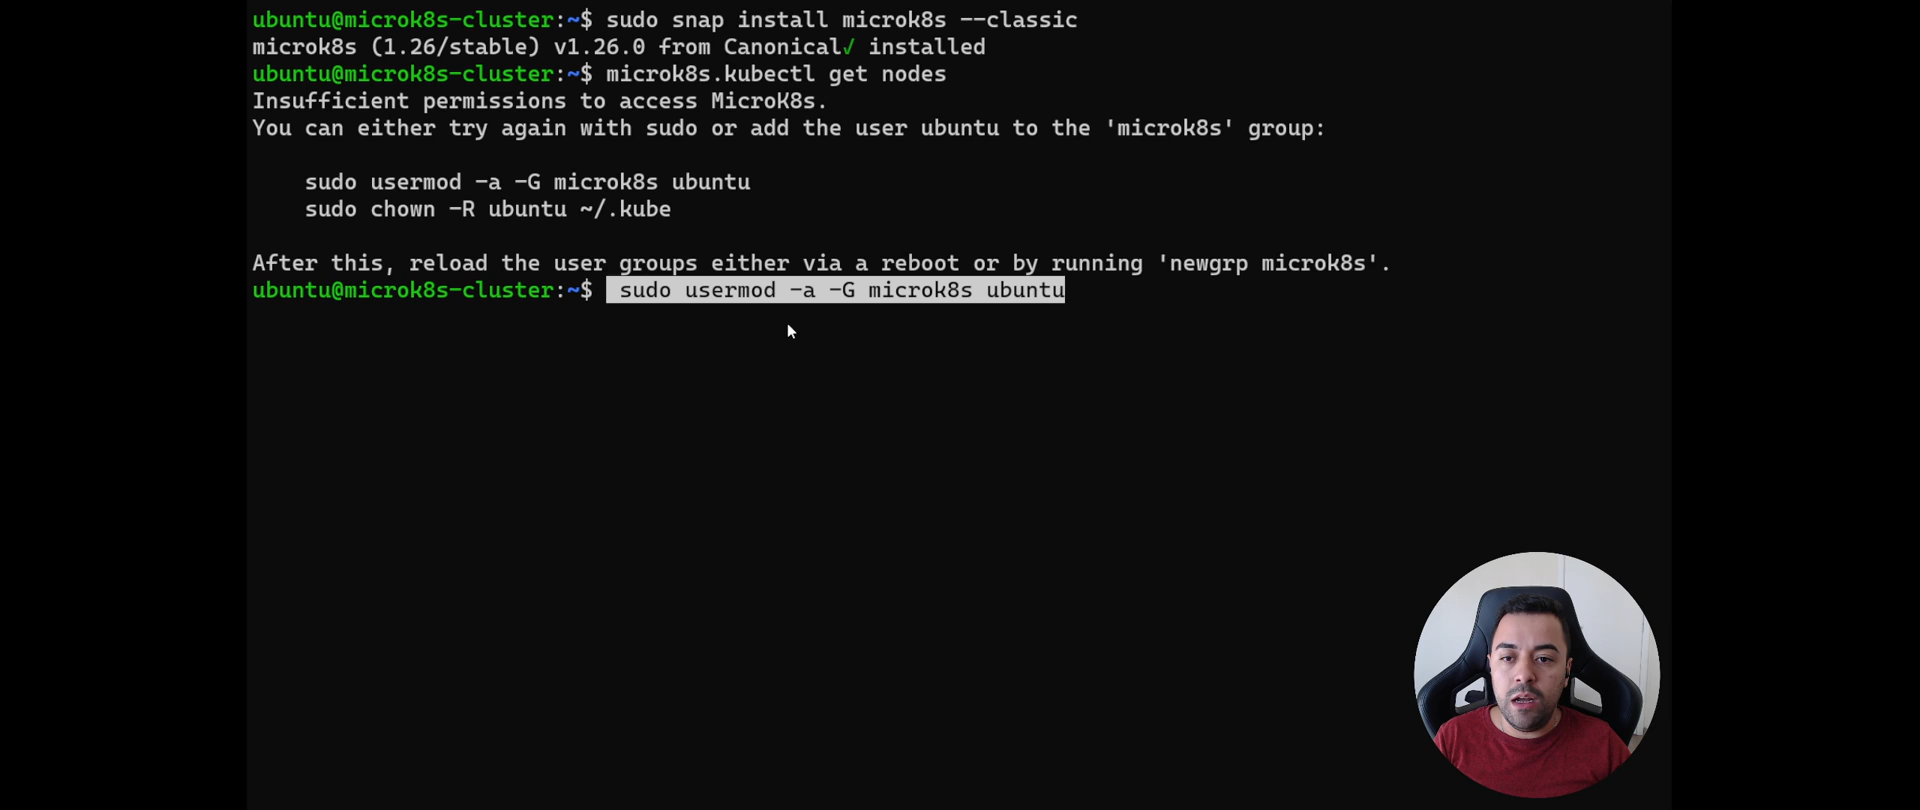 ubuntu@microk8s-cluster:~$ sudo snap install microk8s --classic
microk8s (1.26/stable) v1.26.0 from Canonical✓ installed
ubuntu@microk8s-cluster:~$ microk8s.kubectl get nodes
Insufficient permissions to access MicroK8s.
You can either try again with sudo or add the user ubuntu to the 'microk8s' group:
sudo usermod -a -G microk8s ubuntu
sudo chown -R ubuntu ~/.kube
After this, reload the user groups either via a reboot or by running 'newgrp microk8s'.
ubuntu@microk8s-cluster:~$  sudo usermod -a -G microk8s ubuntu